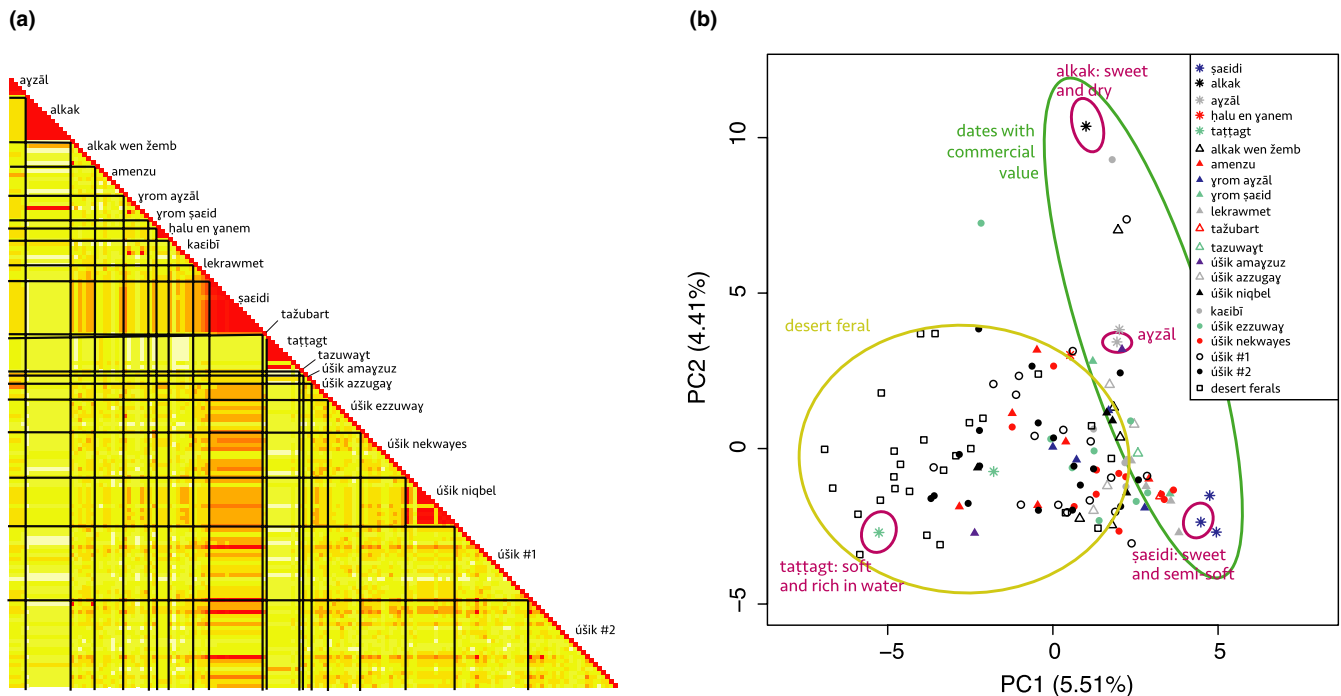 (a)
aɣzāl
alkak
alkak wen žemb
amenzu
ɣrom aɣzāl
ɣrom ṣaɛid
ḥalu en ɣanem
kaɛibī
lekrawmet
ṣaɛidi
tažubart
taṭṭagt
tazuwaɣt
úšik amaɣzuz
úšik azzugaɣ
úšik ezzuwaɣ
úšik nekwayes
úšik niqbel
úšik #1
úšik #2
(b)
PC2 (4.41%)
10
5
0
−5
−5
0
5
PC1 (5.51%)
alkak: sweet
and dry
dates with
commercial
value
desert feral
aɣzāl
taṭṭagt: soft
and rich in water
ṣaɛidi: sweet
and semi-soft
ṣaɛidi
alkak
aɣzāl
ḥalu en ɣanem
taṭṭagt
alkak wen žemb
amenzu
ɣrom aɣzāl
ɣrom ṣaɛid
lekrawmet
tažubart
tazuwaɣt
úšik amaɣzuz
úšik azzugaɣ
úšik niqbel
kaɛibī
úšik ezzuwaɣ
úšik nekwayes
úšik #1
úšik #2
desert ferals